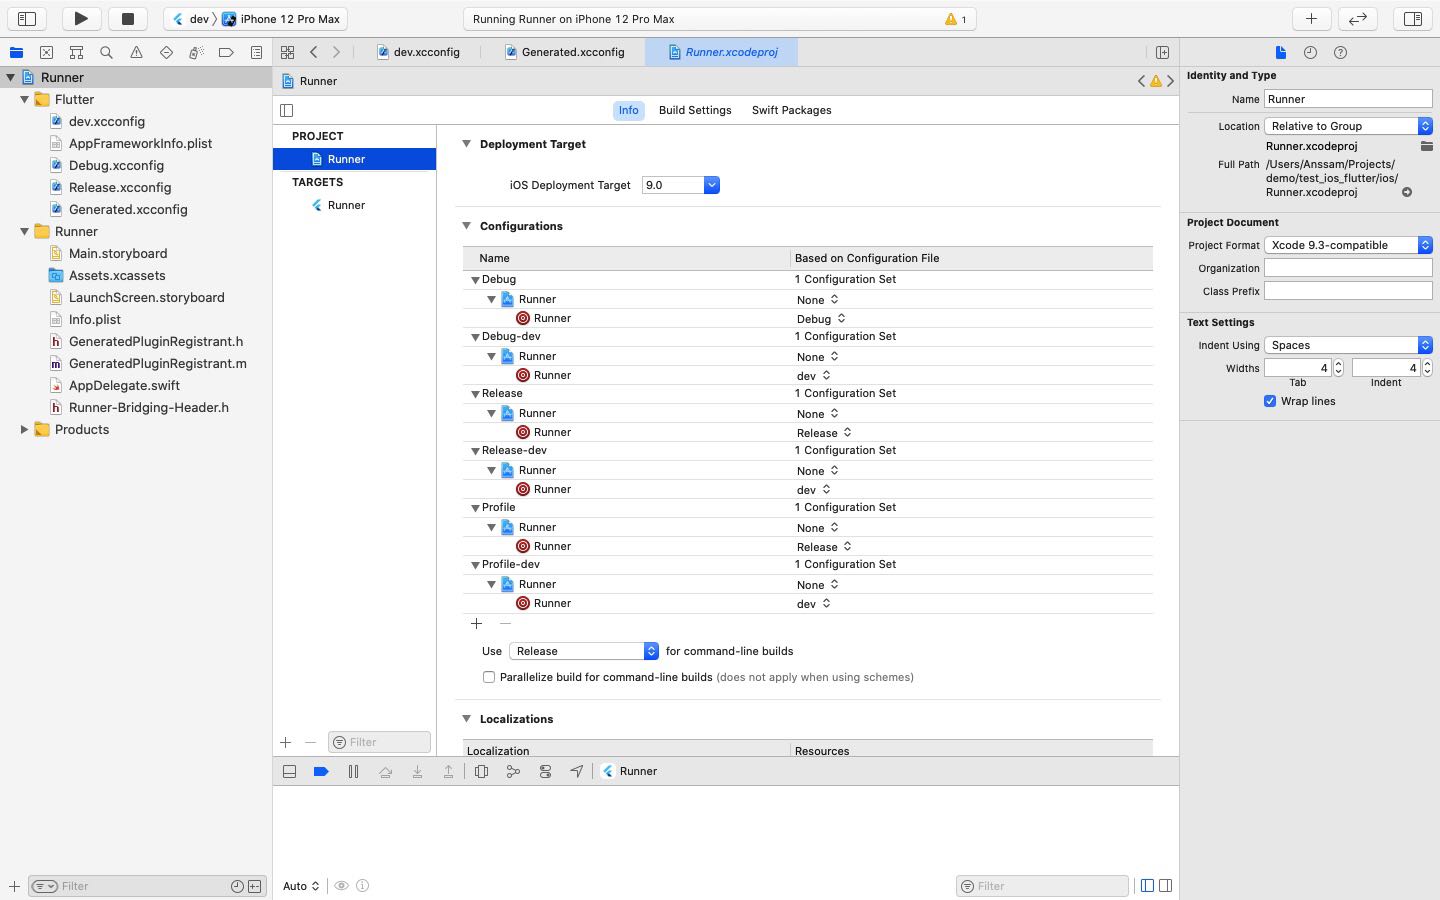 dev
iPhone 12 Pro Max
Running Runner on iPhone 12 Pro Max
1
dev.xcconfig
Generated.xcconfig
Runner.xcodeproj
Runner
Flutter
dev.xcconfig
AppFrameworkInfo.plist
Debug.xcconfig
Release.xcconfig
Generated.xcconfig
Runner
Main.storyboard
Assets.xcassets
LaunchScreen.storyboard
Info.plist
h GeneratedPluginRegistrant.h
m GeneratedPluginRegistrant.m
AppDelegate.swift
h Runner-Bridging-Header.h
Products
Filter
Runner
Info
Build Settings
Swift Packages
PROJECT
Runner
TARGETS
Runner
Filter
Deployment Target
iOS Deployment Target 9.0
Configurations
Name Based on Configuration File
Debug 1 Configuration Set
Runner None
Runner Debug
Debug-dev 1 Configuration Set
Runner None
Runner dev
Release 1 Configuration Set
Runner None
Runner Release
Release-dev 1 Configuration Set
Runner None
Runner dev
Profile 1 Configuration Set
Runner None
Runner Release
Profile-dev 1 Configuration Set
Runner None
Runner dev
Use Release for command-line builds
Parallelize build for command-line builds (does not apply when using schemes)
Localizations
Localization Resources
Runner
Auto
Filter
Identity and Type
Name Runner
Location Relative to Group
Runner.xcodeproj
Full Path /Users/Anssam/Projects/
demo/test_ios_flutter/ios/
Runner.xcodeproj
Project Document
Project Format Xcode 9.3-compatible
Organization
Class Prefix
Text Settings
Indent Using Spaces
Widths 4 4
Tab Indent
Wrap lines